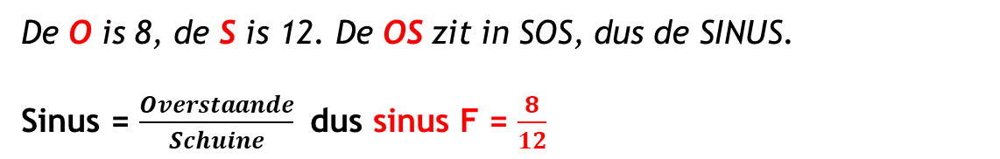 De O is 8, de S is 12. De OS zit in SOS, dus de SINUS.
Sinus = Overstaande/Schuine dus sinus F = 8/12